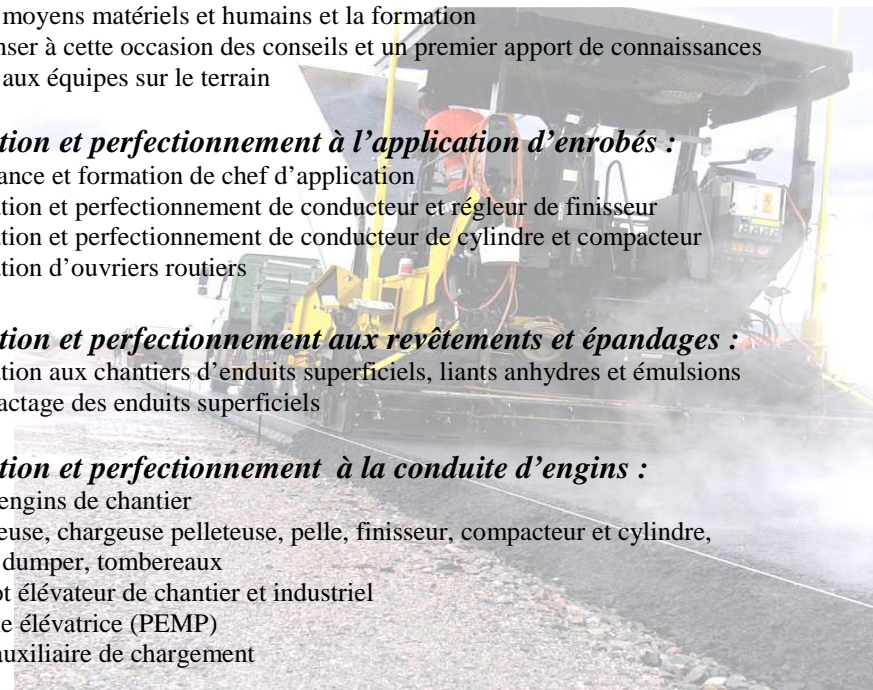 moyens matériels et humains et la formation
nser à cette occasion des conseils et un premier apport de connaissances
aux équipes sur le terrain
tion et perfectionnement à l’application d’enrobés :
ance et formation de chef d’application
tion et perfectionnement de conducteur et régleur de finisseur
tion et perfectionnement de conducteur de cylindre et compacteur
tion d’ouvriers routiers
tion et perfectionnement aux revêtements et épandages :
tion aux chantiers d’enduits superficiels, liants anhydres et émulsions
actage des enduits superficiels
tion et perfectionnement à la conduite d’engins :
engins de chantier
euse, chargeuse pelleteuse, pelle, finisseur, compacteur et cylindre,
dumper, tombereaux
ot élévateur de chantier et industriel
e élévatrice (PEMP)
auxiliaire de chargement